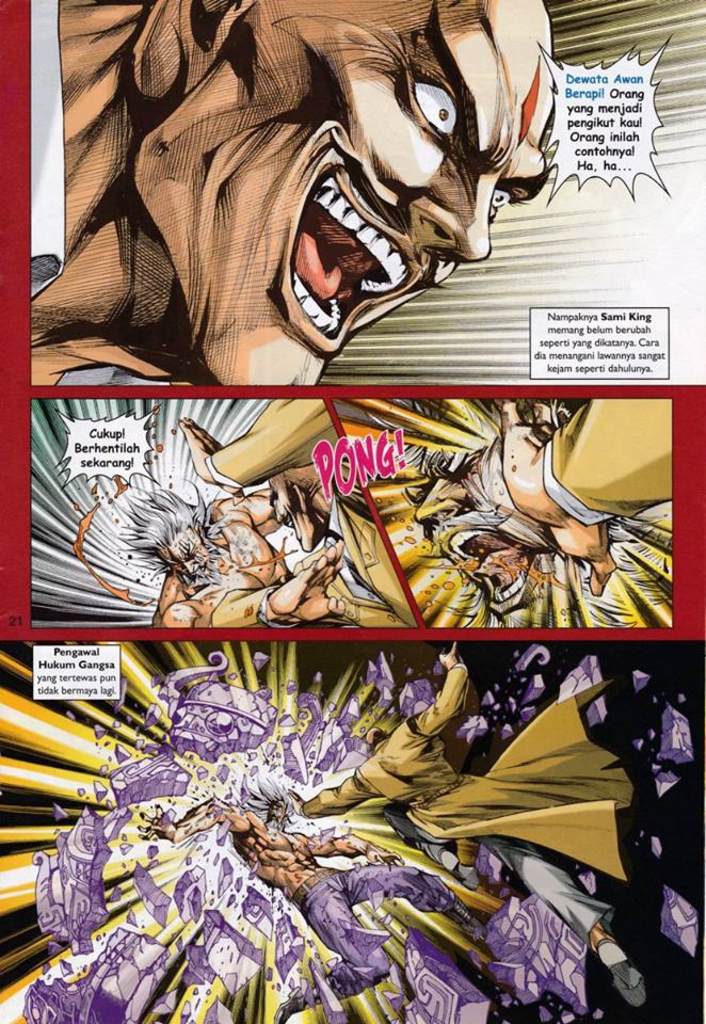 Dewata Awan
Berapi! Orang
yang menjadi
pengikut kau!
Orang inilah
contohnya!
Ha, ha...
Nampaknya Sami King
memang belum berubah
seperti yang dikatanya. Cara
dia menangani lawannya sangat
kejam seperti dahulunya.
Cukup!
Berhentilah
sekarang!
PONG!
21
Pengawal
Hukum Gangsa
yang tertewas pun
tidak bermaya lagi.